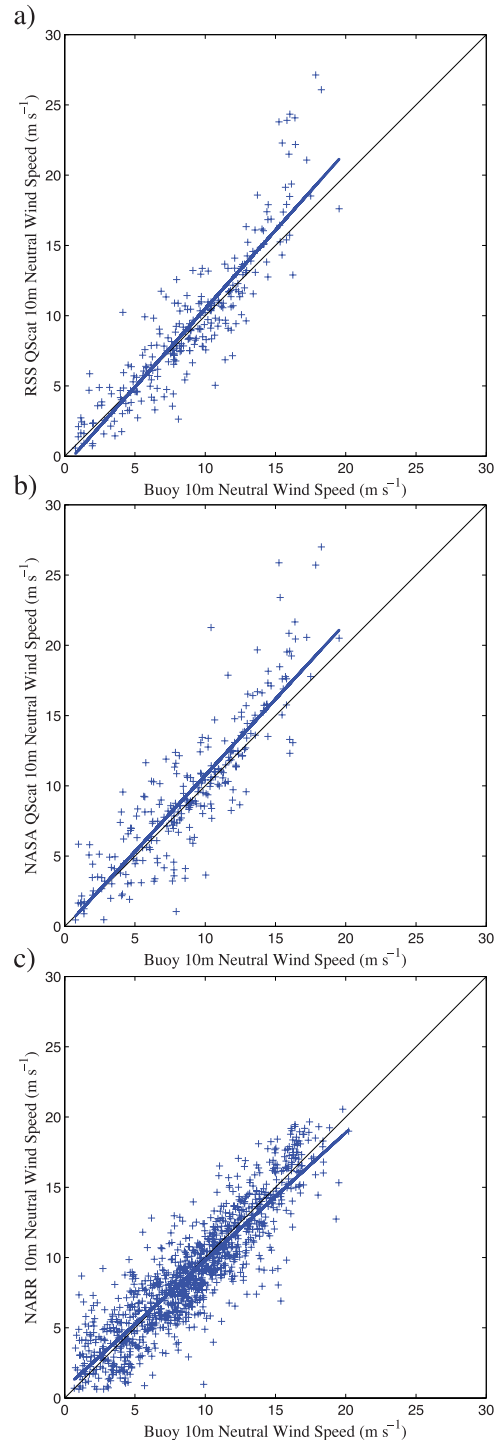 a)
30
25
20
15
10
5
0
RSS QScat 10m Neutral Wind Speed (m s⁻¹)
0 5 10 15 20 25 30
Buoy 10m Neutral Wind Speed (m s⁻¹)
b)
30
25
20
15
10
5
0
NASA QScat 10m Neutral Wind Speed (m s⁻¹)
0 5 10 15 20 25 30
Buoy 10m Neutral Wind Speed (m s⁻¹)
c)
30
25
20
15
10
5
0
NARR 10m Neutral Wind Speed (m s⁻¹)
0 5 10 15 20 25 30
Buoy 10m Neutral Wind Speed (m s⁻¹)